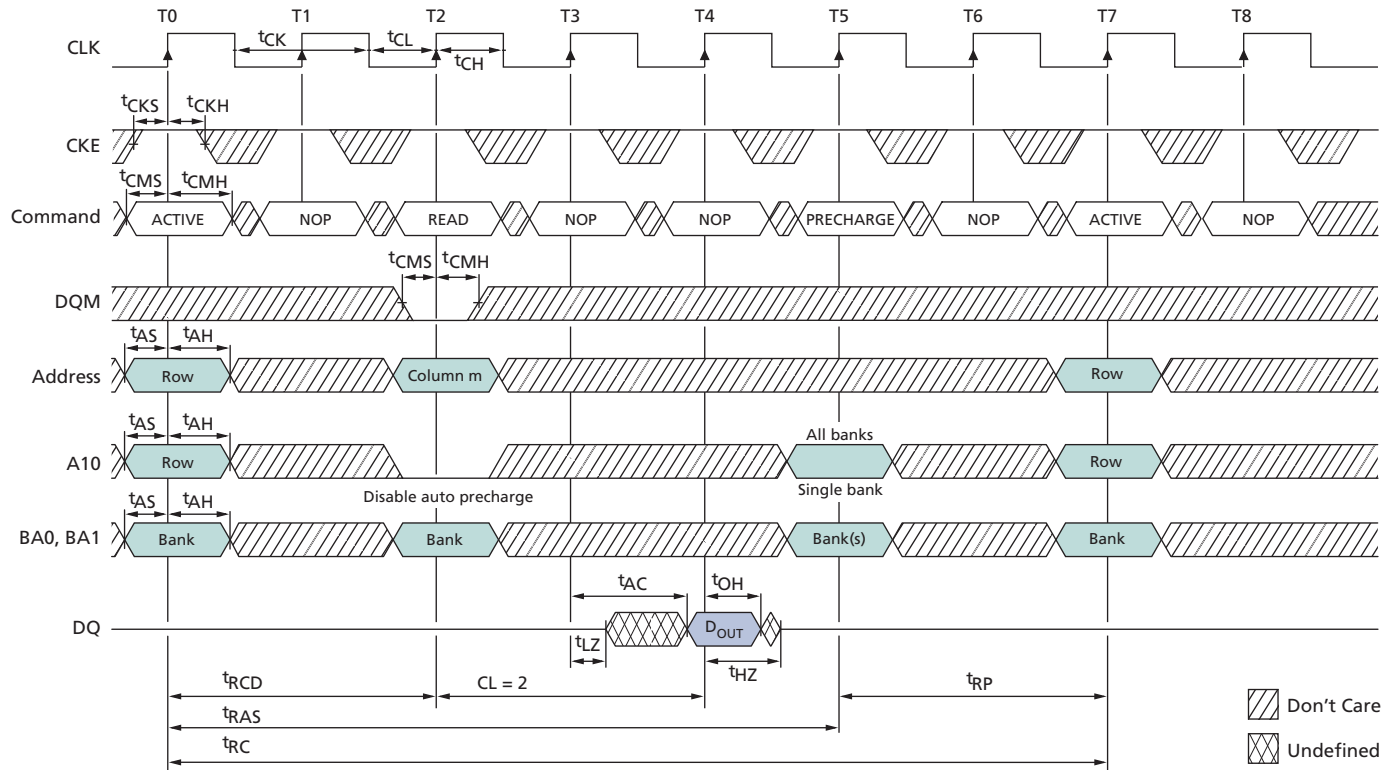 T0 T1 T2 T3 T4 T5 T6 T7 T8
CLK
tCK tCL
tCH
tCKS tCKH
CKE
tCMS tCMH
Command ACTIVE NOP READ NOP NOP PRECHARGE NOP ACTIVE NOP
tCMS tCMH
DQM
tAS tAH
Address Row Column m Row
tAS tAH
All banks
A10 Row Row
Disable auto precharge Single bank
tAS tAH
BA0, BA1 Bank Bank Bank(s) Bank
tAC tOH
DQ DOUT
tLZ tHZ
tRCD CL = 2 tRP
tRAS
tRC
Don't Care
Undefined